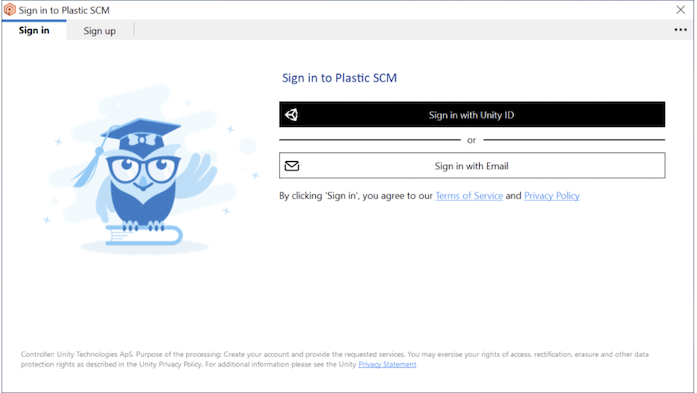 Sign in to Plastic SCM
Sign in
Sign up
Sign in to Plastic SCM
Sign in with Unity ID
or
Sign in with Email
By clicking 'Sign in', you agree to our Terms of Service and Privacy Policy
Controller: Unity Technologies ApS. Purpose of the processing: Create your account and provide the requested services. You may exercise your rights of access, rectification, erasure and other data
protection rights as described in the Unity Privacy Policy. For additional information please see the Unity Privacy Statement